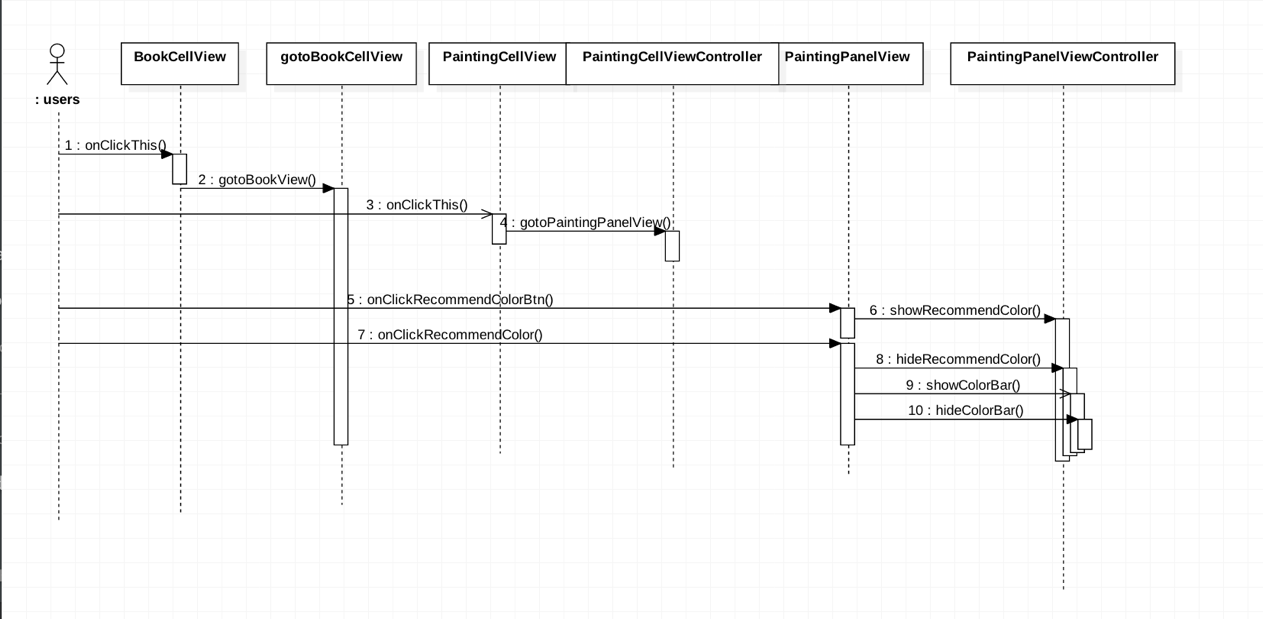 BookCellView
gotoBookCellView
PaintingCellView
PaintingCellViewController
PaintingPanelView
PaintingPanelViewController
: users
1 : onClickThis()
2 : gotoBookView()
3 : onClickThis()
4 : gotoPaintingPanelView()
5 : onClickRecommendColorBtn()
6 : showRecommendColor()
7 : onClickRecommendColor()
8 : hideRecommendColor()
9 : showColorBar()
10 : hideColorBar()